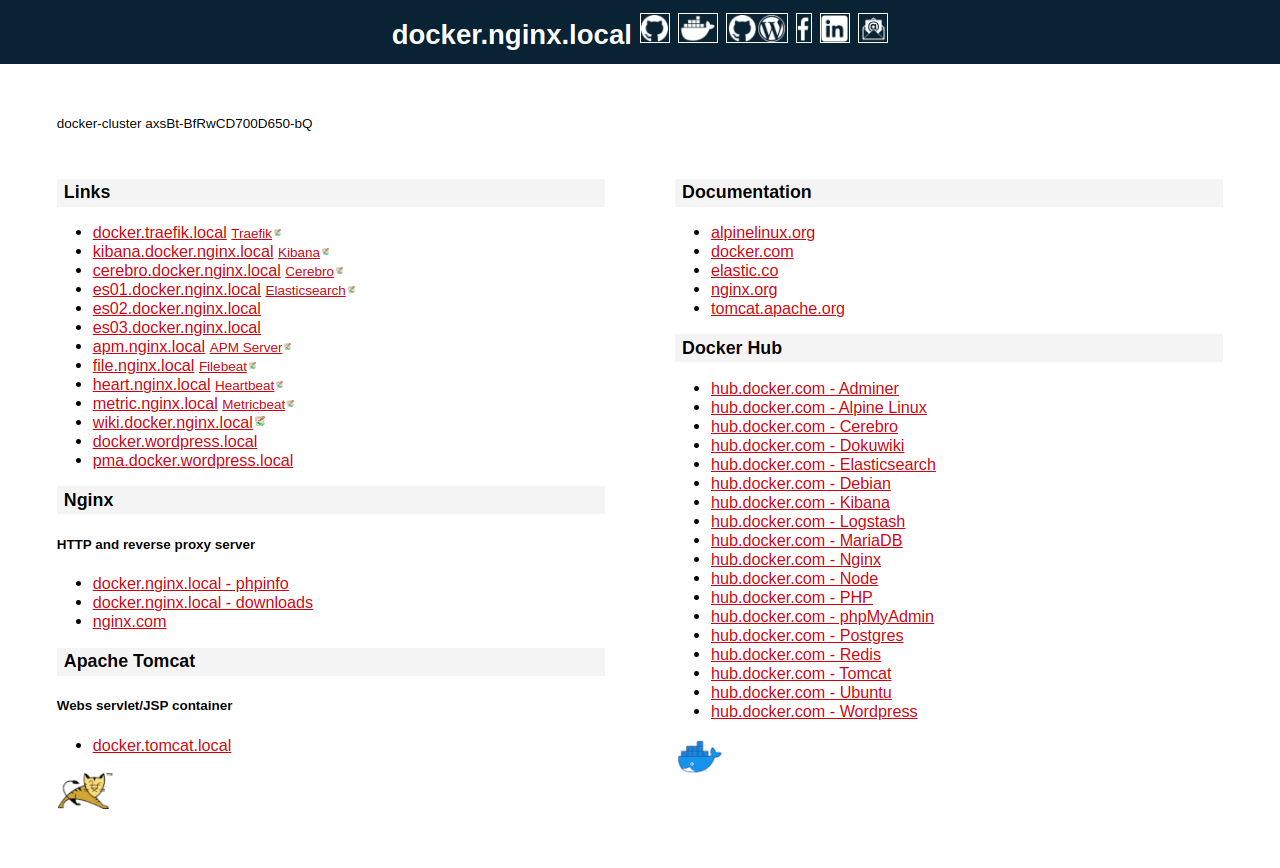 docker.nginx.local
docker-cluster axsBt-BfRwCD700D650-bQ
Links
docker.traefik.local Traefik
kibana.docker.nginx.local Kibana
cerebro.docker.nginx.local Cerebro
es01.docker.nginx.local Elasticsearch
es02.docker.nginx.local
es03.docker.nginx.local
apm.nginx.local APM Server
file.nginx.local Filebeat
heart.nginx.local Heartbeat
metric.nginx.local Metricbeat
wiki.docker.nginx.local
docker.wordpress.local
pma.docker.wordpress.local
Nginx
HTTP and reverse proxy server
docker.nginx.local - phpinfo
docker.nginx.local - downloads
nginx.com
Apache Tomcat
Webs servlet/JSP container
docker.tomcat.local
Documentation
alpinelinux.org
docker.com
elastic.co
nginx.org
tomcat.apache.org
Docker Hub
hub.docker.com - Adminer
hub.docker.com - Alpine Linux
hub.docker.com - Cerebro
hub.docker.com - Dokuwiki
hub.docker.com - Elasticsearch
hub.docker.com - Debian
hub.docker.com - Kibana
hub.docker.com - Logstash
hub.docker.com - MariaDB
hub.docker.com - Nginx
hub.docker.com - Node
hub.docker.com - PHP
hub.docker.com - phpMyAdmin
hub.docker.com - Postgres
hub.docker.com - Redis
hub.docker.com - Tomcat
hub.docker.com - Ubuntu
hub.docker.com - Wordpress